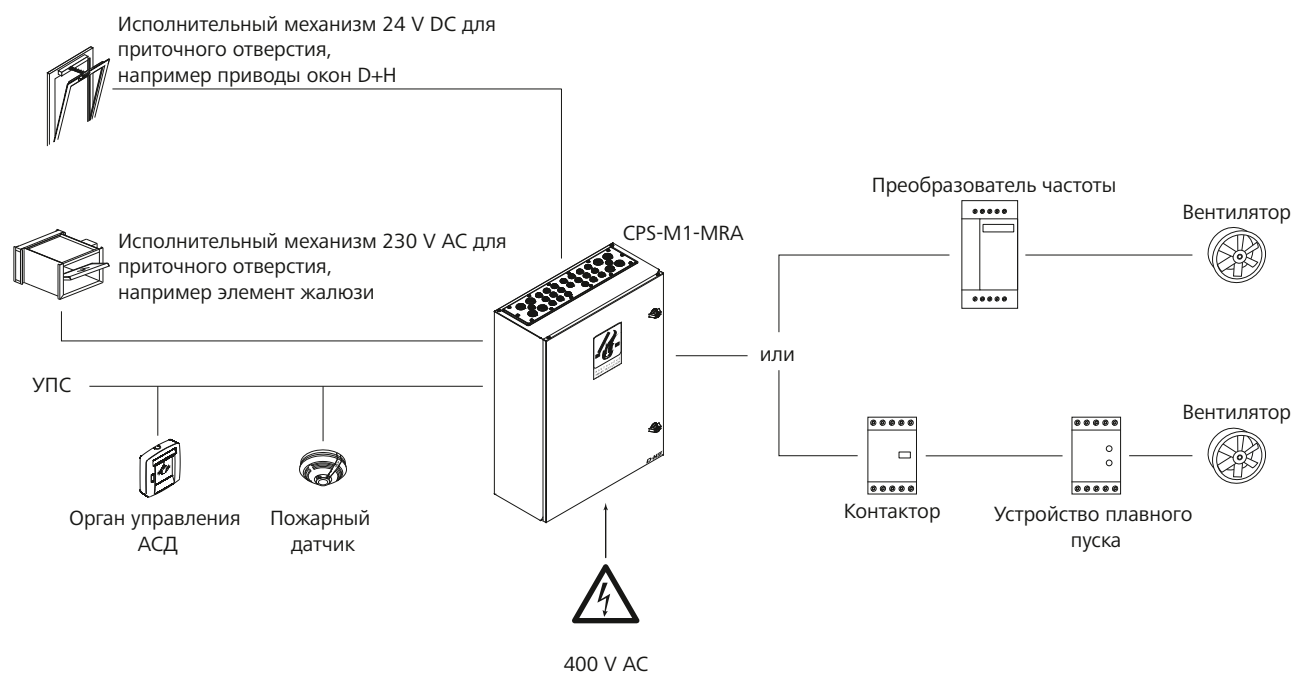 Исполнительный механизм 24 V DC для
приточного отверстия,
например приводы окон D+H
Исполнительный механизм 230 V AC для
приточного отверстия,
например элемент жалюзи
УПС
Орган управления
АСД
Пожарный
датчик
CPS-M1-MRA
400 V AC
или
Преобразователь частоты
Вентилятор
Контактор
Устройство плавного
пуска
Вентилятор